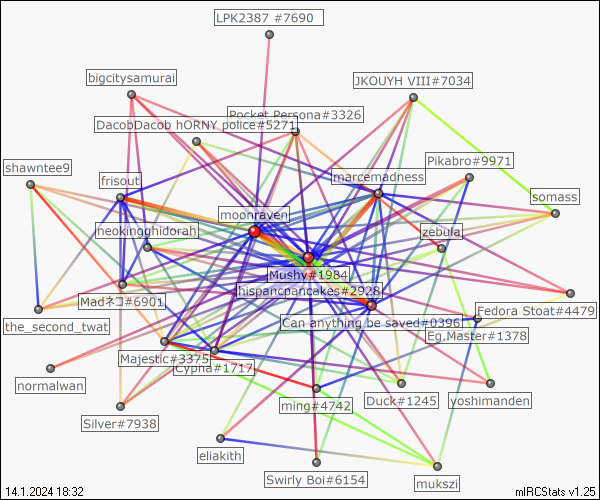 LPK2387 #7690
bigcitysamurai
JKOUYH VIII#7034
Pocket Persona#3326
DacobDacob hORNY police#5271
Pikabro#9971
shawntee9
marcemadness
frisout
somass
moonraven
neokingghidorah
zebula
Mushy#1984
hispancpancakes#2928
Madネコ#6901
Fedora Stoat#4479
the_second_twat
Can anything be saved#0396
Eg.Master#1378
Majestic#3375
Cypha#1717
normalwan
ming#4742
Duck#1245
yoshimanden
Silver#7938
eliakith
Swirly Boi#6154
mukszi
14.1.2024 18:32
mIRCStats v1.25